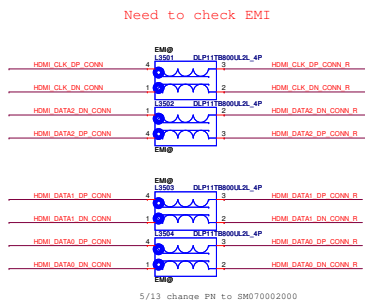 Need to check EMI
EMI@
L3501 DLP11TB800UL2L_4P
HDMI_CLK_DP_CONN 4 3 HDMI_CLK_DP_CONN_R
HDMI_CLK_DN_CONN 1 2 HDMI_CLK_DN_CONN_R
L3502 DLP11TB800UL2L_4P
HDMI_DATA2_DN_CONN 1 2 HDMI_DATA2_DN_CONN_R
HDMI_DATA2_DP_CONN 4 3 HDMI_DATA2_DP_CONN_R
EMI@
EMI@
L3503 DLP11TB800UL2L_4P
HDMI_DATA1_DP_CONN 4 3 HDMI_DATA1_DP_CONN_R
HDMI_DATA1_DN_CONN 1 2 HDMI_DATA1_DN_CONN_R
L3504 DLP11TB800UL2L_4P
HDMI_DATA0_DP_CONN 4 3 HDMI_DATA0_DP_CONN_R
HDMI_DATA0_DN_CONN 1 2 HDMI_DATA0_DN_CONN_R
EMI@
5/13 change PN to SM070002000